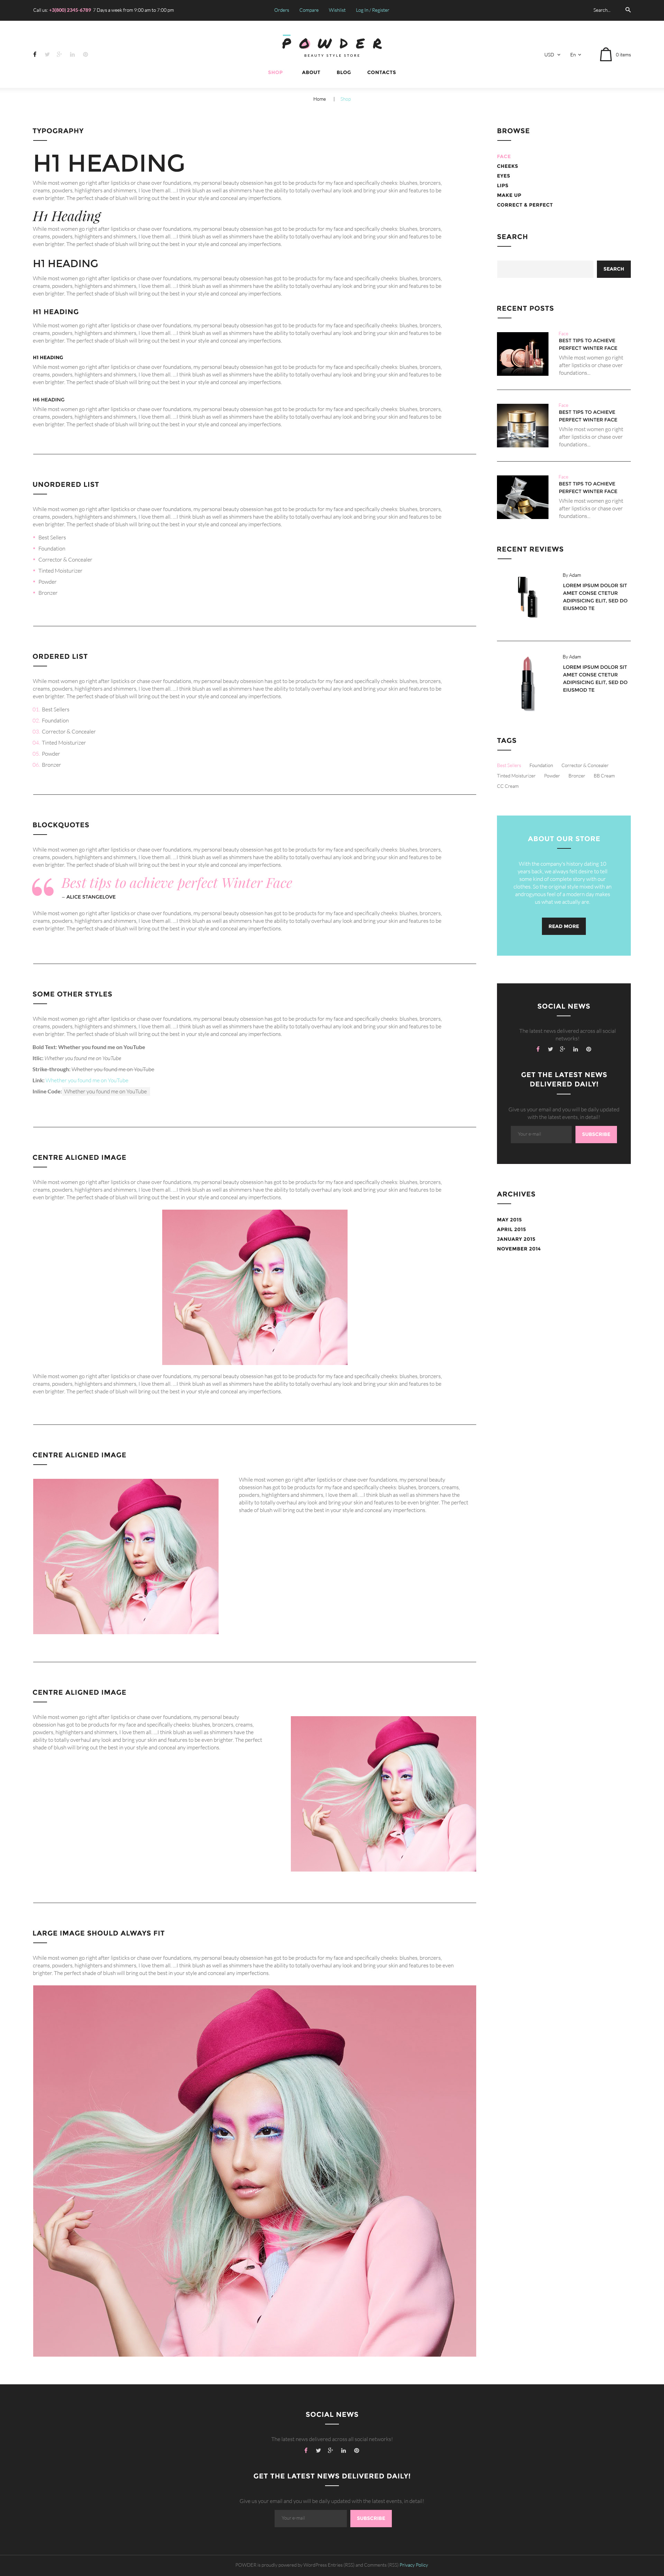 Call us: +3(800) 2345-6789 7 Days a week from 9:00 am to 7:00 pm
Orders Compare Wishlist Log In / Register
Search...
POWDER
BEAUTY STYLE STORE
USD En 0 items
SHOP ABOUT BLOG CONTACTS
Home | Shop
TYPOGRAPHY
H1 HEADING
While most women go right after lipsticks or chase over foundations, my personal beauty obsession has got to be products for my face and specifically cheeks: blushes, bronzers,
creams, powders, highlighters and shimmers, I love them all......I think blush as well as shimmers have the ability to totally overhaul any look and bring your skin and features to be
even brighter. The perfect shade of blush will bring out the best in your style and conceal any imperfections.
H1 Heading
While most women go right after lipsticks or chase over foundations, my personal beauty obsession has got to be products for my face and specifically cheeks: blushes, bronzers,
creams, powders, highlighters and shimmers, I love them all......I think blush as well as shimmers have the ability to totally overhaul any look and bring your skin and features to be
even brighter. The perfect shade of blush will bring out the best in your style and conceal any imperfections.
H1 HEADING
While most women go right after lipsticks or chase over foundations, my personal beauty obsession has got to be products for my face and specifically cheeks: blushes, bronzers,
creams, powders, highlighters and shimmers, I love them all......I think blush as well as shimmers have the ability to totally overhaul any look and bring your skin and features to be
even brighter. The perfect shade of blush will bring out the best in your style and conceal any imperfections.
H1 HEADING
While most women go right after lipsticks or chase over foundations, my personal beauty obsession has got to be products for my face and specifically cheeks: blushes, bronzers,
creams, powders, highlighters and shimmers, I love them all......I think blush as well as shimmers have the ability to totally overhaul any look and bring your skin and features to be
even brighter. The perfect shade of blush will bring out the best in your style and conceal any imperfections.
H1 HEADING
While most women go right after lipsticks or chase over foundations, my personal beauty obsession has got to be products for my face and specifically cheeks: blushes, bronzers,
creams, powders, highlighters and shimmers, I love them all......I think blush as well as shimmers have the ability to totally overhaul any look and bring your skin and features to be
even brighter. The perfect shade of blush will bring out the best in your style and conceal any imperfections.
H6 HEADING
While most women go right after lipsticks or chase over foundations, my personal beauty obsession has got to be products for my face and specifically cheeks: blushes, bronzers,
creams, powders, highlighters and shimmers, I love them all......I think blush as well as shimmers have the ability to totally overhaul any look and bring your skin and features to be
even brighter. The perfect shade of blush will bring out the best in your style and conceal any imperfections.
UNORDERED LIST
While most women go right after lipsticks or chase over foundations, my personal beauty obsession has got to be products for my face and specifically cheeks: blushes, bronzers,
creams, powders, highlighters and shimmers, I love them all......I think blush as well as shimmers have the ability to totally overhaul any look and bring your skin and features to be
even brighter. The perfect shade of blush will bring out the best in your style and conceal any imperfections.
Best Sellers
Foundation
Corrector & Concealer
Tinted Moisturizer
Powder
Bronzer
ORDERED LIST
While most women go right after lipsticks or chase over foundations, my personal beauty obsession has got to be products for my face and specifically cheeks: blushes, bronzers,
creams, powders, highlighters and shimmers, I love them all......I think blush as well as shimmers have the ability to totally overhaul any look and bring your skin and features to be
even brighter. The perfect shade of blush will bring out the best in your style and conceal any imperfections.
01. Best Sellers
02. Foundation
03. Corrector & Concealer
04. Tinted Moisturizer
05. Powder
06. Bronzer
BLOCKQUOTES
While most women go right after lipsticks or chase over foundations, my personal beauty obsession has got to be products for my face and specifically cheeks: blushes, bronzers,
creams, powders, highlighters and shimmers, I love them all......I think blush as well as shimmers have the ability to totally overhaul any look and bring your skin and features to be
even brighter. The perfect shade of blush will bring out the best in your style and conceal any imperfections.
“ Best tips to achieve perfect Winter Face
– ALICE STANGELOVE
While most women go right after lipsticks or chase over foundations, my personal beauty obsession has got to be products for my face and specifically cheeks: blushes, bronzers,
creams, powders, highlighters and shimmers, I love them all......I think blush as well as shimmers have the ability to totally overhaul any look and bring your skin and features to be
even brighter. The perfect shade of blush will bring out the best in your style and conceal any imperfections.
SOME OTHER STYLES
While most women go right after lipsticks or chase over foundations, my personal beauty obsession has got to be products for my face and specifically cheeks: blushes, bronzers,
creams, powders, highlighters and shimmers, I love them all......I think blush as well as shimmers have the ability to totally overhaul any look and bring your skin and features to be
even brighter. The perfect shade of blush will bring out the best in your style and conceal any imperfections.
Bold Text: Whether you found me on YouTube
Itlic: Whether you found me on YouTube
Strike-through: Whether you found me on YouTube
Link: Whether you found me on YouTube
Inline Code: Whether you found me on YouTube
CENTRE ALIGNED IMAGE
While most women go right after lipsticks or chase over foundations, my personal beauty obsession has got to be products for my face and specifically cheeks: blushes, bronzers,
creams, powders, highlighters and shimmers, I love them all......I think blush as well as shimmers have the ability to totally overhaul any look and bring your skin and features to be
even brighter. The perfect shade of blush will bring out the best in your style and conceal any imperfections.
While most women go right after lipsticks or chase over foundations, my personal beauty obsession has got to be products for my face and specifically cheeks: blushes, bronzers,
creams, powders, highlighters and shimmers, I love them all......I think blush as well as shimmers have the ability to totally overhaul any look and bring your skin and features to be
even brighter. The perfect shade of blush will bring out the best in your style and conceal any imperfections.
CENTRE ALIGNED IMAGE
While most women go right after lipsticks or chase over foundations, my personal beauty
obsession has got to be products for my face and specifically cheeks: blushes, bronzers, creams,
powders, highlighters and shimmers, I love them all......I think blush as well as shimmers have the
ability to totally overhaul any look and bring your skin and features to be even brighter. The perfect
shade of blush will bring out the best in your style and conceal any imperfections.
CENTRE ALIGNED IMAGE
While most women go right after lipsticks or chase over foundations, my personal beauty
obsession has got to be products for my face and specifically cheeks: blushes, bronzers, creams,
powders, highlighters and shimmers, I love them all......I think blush as well as shimmers have the
ability to totally overhaul any look and bring your skin and features to be even brighter. The perfect
shade of blush will bring out the best in your style and conceal any imperfections.
LARGE IMAGE SHOULD ALWAYS FIT
While most women go right after lipsticks or chase over foundations, my personal beauty obsession has got to be products for my face and specifically cheeks: blushes, bronzers,
creams, powders, highlighters and shimmers, I love them all......I think blush as well as shimmers have the ability to totally overhaul any look and bring your skin and features to be even
brighter. The perfect shade of blush will bring out the best in your style and conceal any imperfections.
BROWSE
FACE
CHEEKS
EYES
LIPS
MAKE UP
CORRECT & PERFECT
SEARCH
SEARCH
RECENT POSTS
Face
BEST TIPS TO ACHIEVE
PERFECT WINTER FACE
While most women go right
after lipsticks or chase over
foundations...
Face
BEST TIPS TO ACHIEVE
PERFECT WINTER FACE
While most women go right
after lipsticks or chase over
foundations...
Face
BEST TIPS TO ACHIEVE
PERFECT WINTER FACE
While most women go right
after lipsticks or chase over
foundations...
RECENT REVIEWS
By Adam
LOREM IPSUM DOLOR SIT
AMET CONSE CTETUR
ADIPISICING ELIT, SED DO
EIUSMOD TE
By Adam
LOREM IPSUM DOLOR SIT
AMET CONSE CTETUR
ADIPISICING ELIT, SED DO
EIUSMOD TE
TAGS
Best Sellers Foundation Corrector & Concealer
Tinted Moisturizer Powder Bronzer BB Cream
CC Cream
ABOUT OUR STORE
With the company's history dating 10
years back, we always felt desire to tell
some kind of complete story with our
clothes. So the original store mixed with an
androgynous feel of a modern day makes
us what we actually are.
READ MORE
SOCIAL NEWS
The latest news delivered across all social
networks!
GET THE LATEST NEWS
DELIVERED DAILY!
Give us your email and you will be daily updated
with the latest events, in detail!
Your e-mail SUBSCRIBE
ARCHIVES
MAY 2015
APRIL 2015
JANUARY 2015
NOVEMBER 2014
SOCIAL NEWS
The latest news delivered across all social networks!
GET THE LATEST NEWS DELIVERED DAILY!
Give us your email and you will be daily updated with the latest events, in detail!
Your e-mail SUBSCRIBE
POWDER is proudly powered by WordPress Entries (RSS) and Comments (RSS) Privacy Policy